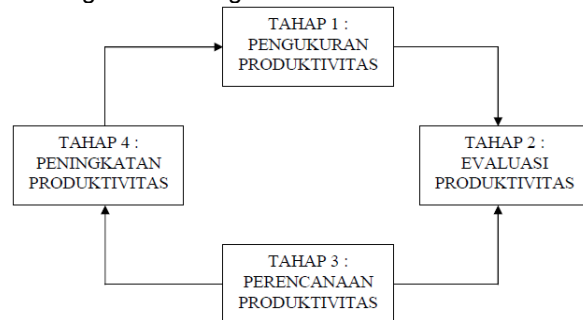 TAHAP 1 :
PENGUKURAN
PRODUKTIVITAS
TAHAP 4 :
PENINGKATAN
PRODUKTIVITAS
TAHAP 2 :
EVALUASI
PRODUKTIVITAS
TAHAP 3 :
PERENCANAAN
PRODUKTIVITAS